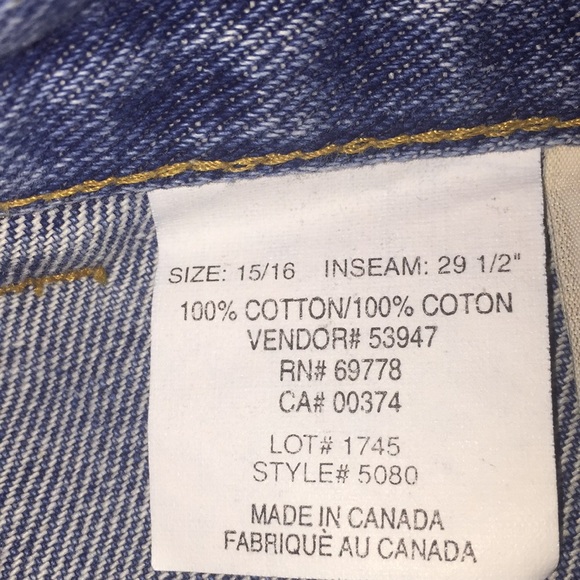 SIZE: 15/16 INSEAM: 29 1/2"
100% COTTON/100% COTON
VENDOR# 53947
RN# 69778
CA# 00374
LOT# 1745
STYLE# 5080
MADE IN CANADA
FABRIQUÈ AU CANADA